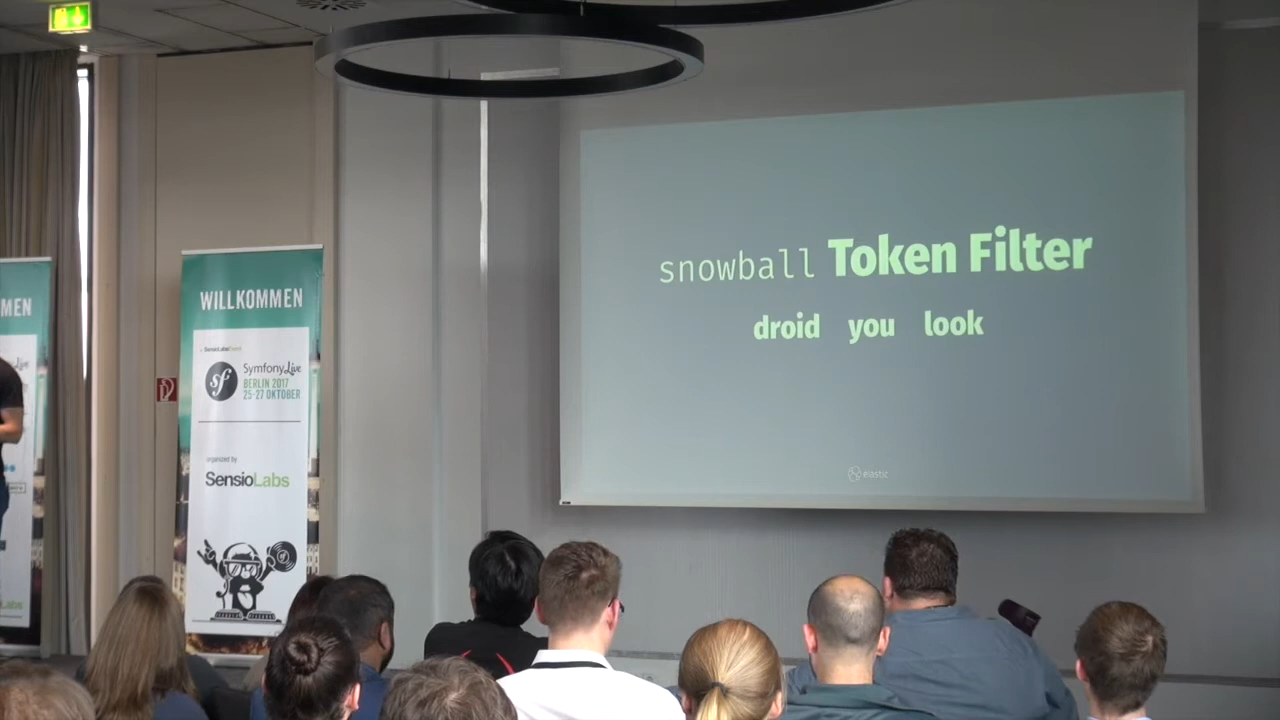 MEN
WILLKOMMEN
SymfonyLive
BERLIN 2017
25-27 OKTOBER
organized by
SensioLabs
snowball Token Filter
droid you look
elastic